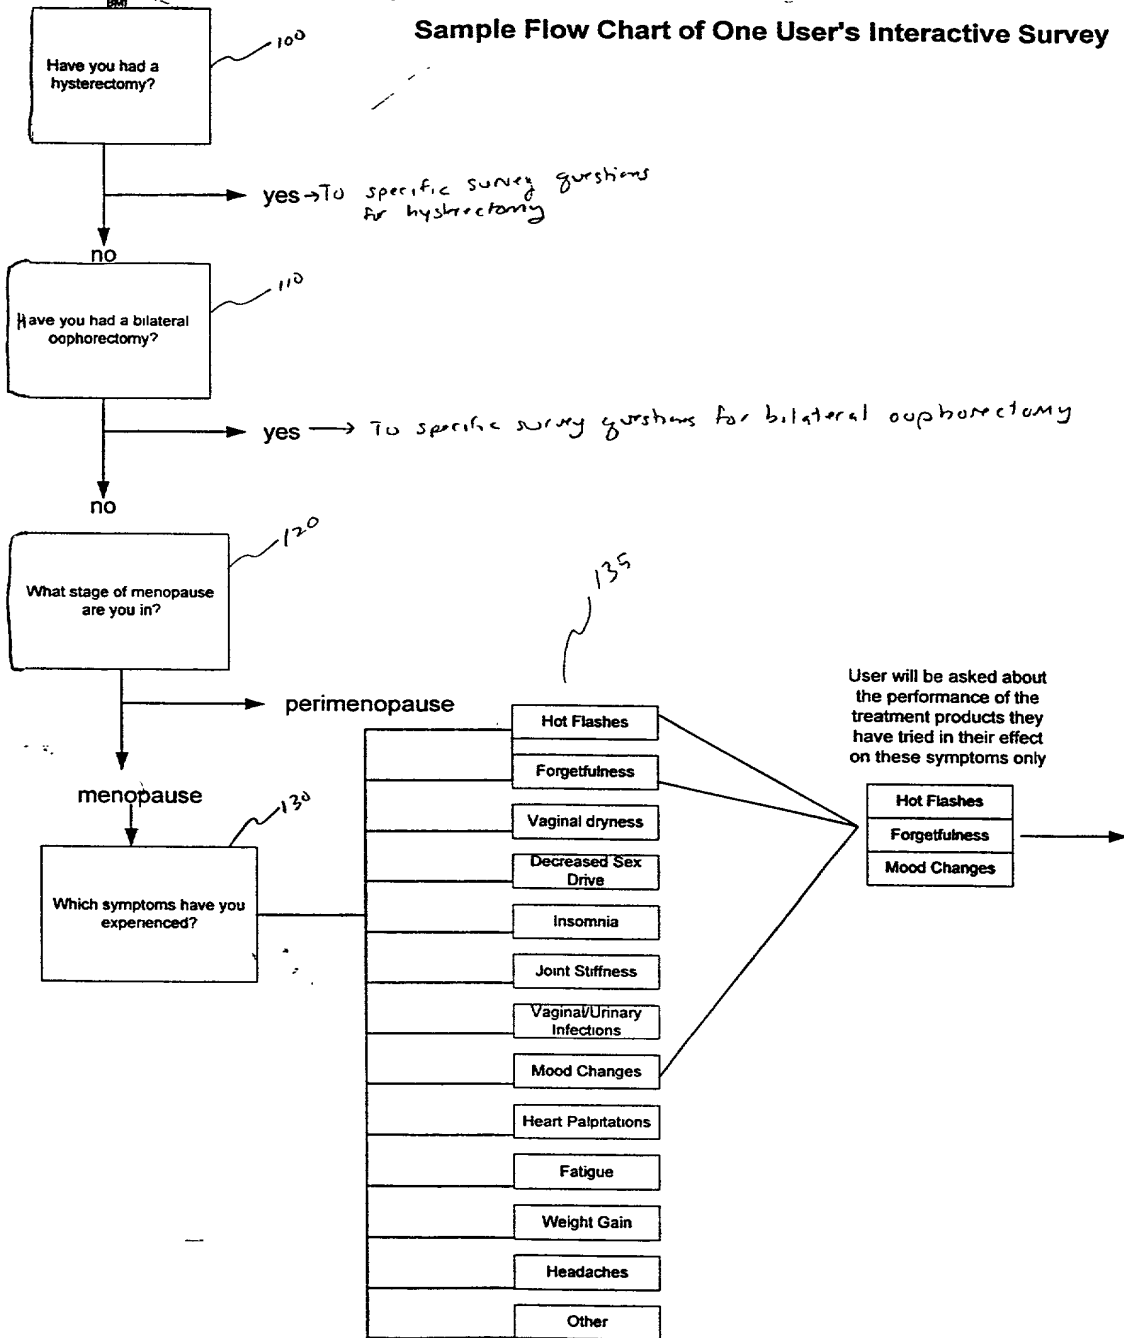 BMI
Sample Flow Chart of One User's Interactive Survey
100
Have you had a
hysterectomy?
yes → To specific survey questions
for hysterectomy
no
110
Have you had a bilateral
oophorectomy?
yes → To specific survey questions for bilateral oophorectomy
no
120
What stage of menopause
are you in?
perimenopause
menopause
130
Which symptoms have you
experienced?
135
Hot Flashes
Forgetfulness
Vaginal dryness
Decreased Sex
Drive
Insomnia
Joint Stiffness
Vaginal/Urinary
Infections
Mood Changes
Heart Palpitations
Fatigue
Weight Gain
Headaches
Other
User will be asked about
the performance of the
treatment products they
have tried in their effect
on these symptoms only
Hot Flashes
Forgetfulness
Mood Changes